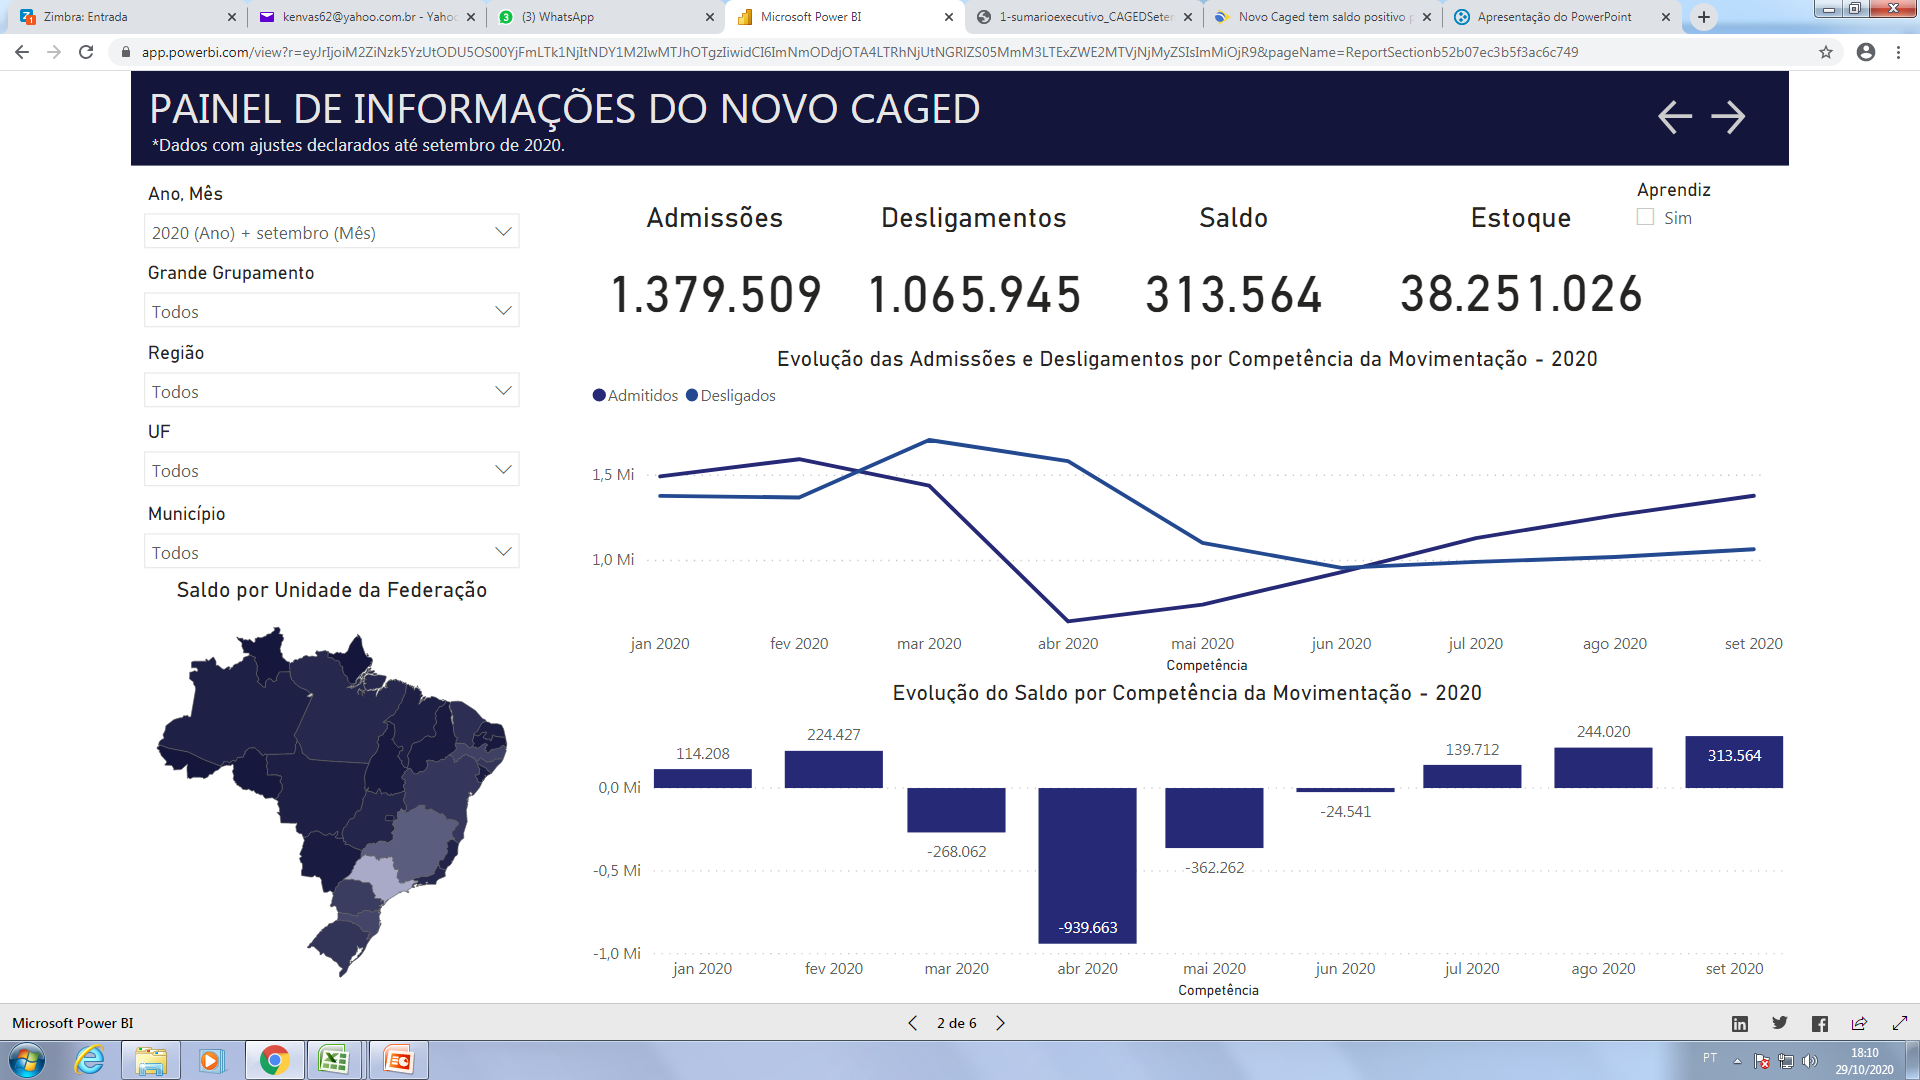 Zimbra: Entrada
kenvas62@yahoo.com.br - Yahoo
(3) WhatsApp
Microsoft Power BI
1-sumarioexecutivo_CAGEDSeter
Novo Caged tem saldo positivo p
Apresentação do PowerPoint
PAINEL DE INFORMAÇÕES DO NOVO CAGED
*Dados com ajustes declarados até setembro de 2020.
Ano, Mês
2020 (Ano) + setembro (Mês)
Grande Grupamento
Todos
Região
Todos
UF
Todos
Município
Todos
Saldo por Unidade da Federação
Admissões
Desligamentos
Saldo
Estoque
Aprendiz
Sim
1.379.509
1.065.945
313.564
38.251.026
Evolução das Admissões e Desligamentos por Competência da Movimentação - 2020
Admitidos
Desligados
1,5 Mi
1,0 Mi
jan 2020
fev 2020
mar 2020
abr 2020
mai 2020
jun 2020
jul 2020
ago 2020
set 2020
Competência
Evolução do Saldo por Competência da Movimentação - 2020
114.208
224.427
-268.062
-939.663
-362.262
-24.541
139.712
244.020
313.564
0,0 Mi
-0,5 Mi
-1,0 Mi
jan 2020
fev 2020
mar 2020
abr 2020
mai 2020
jun 2020
jul 2020
ago 2020
set 2020
Competência
Microsoft Power BI
2 de 6
PT
18:10
29/10/2020